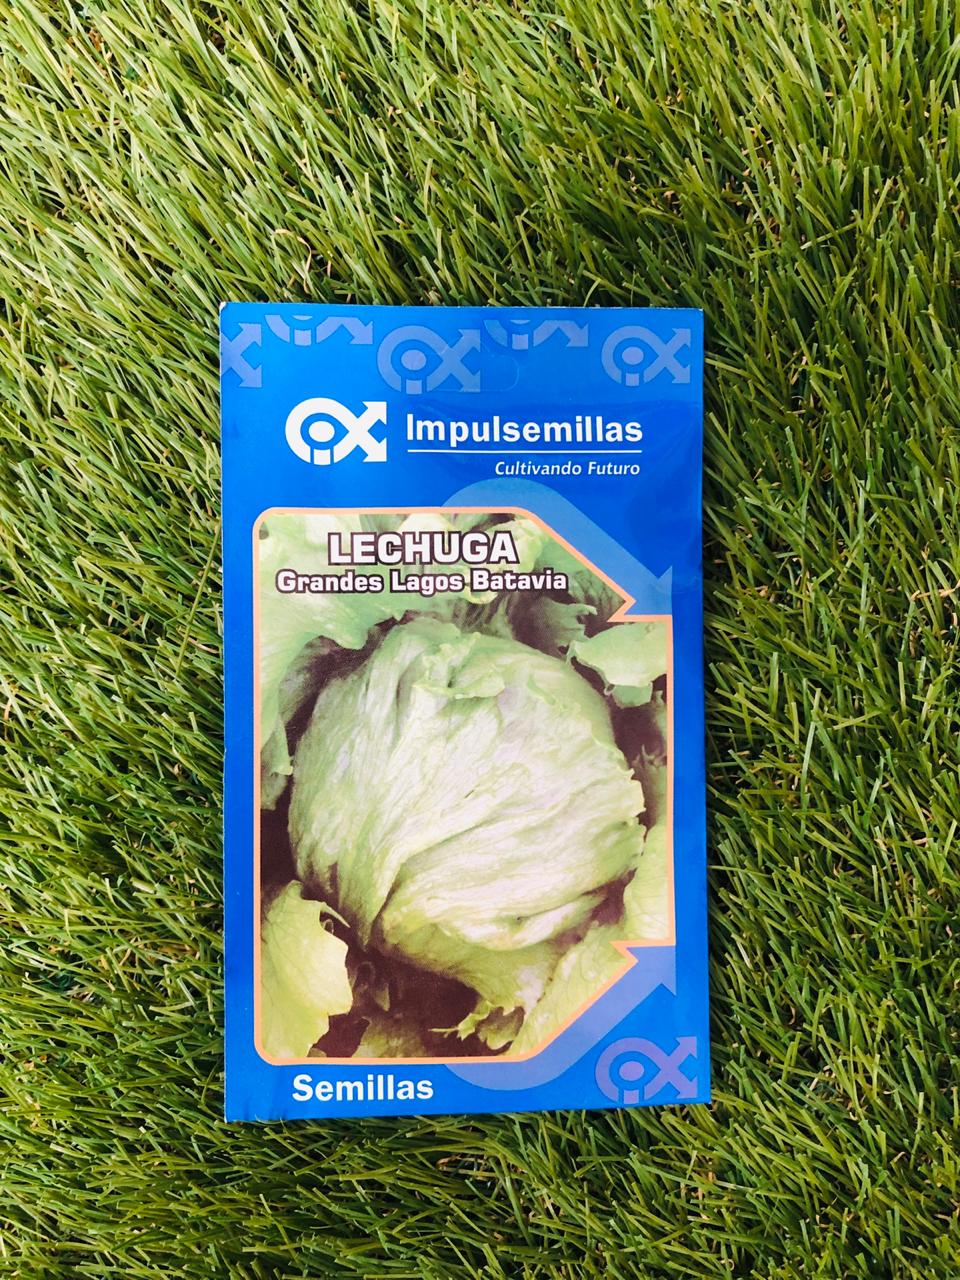 Impulsemillas
Cultivando Futuro
LECHUGA
Grandes Lagos Batavia
Semillas